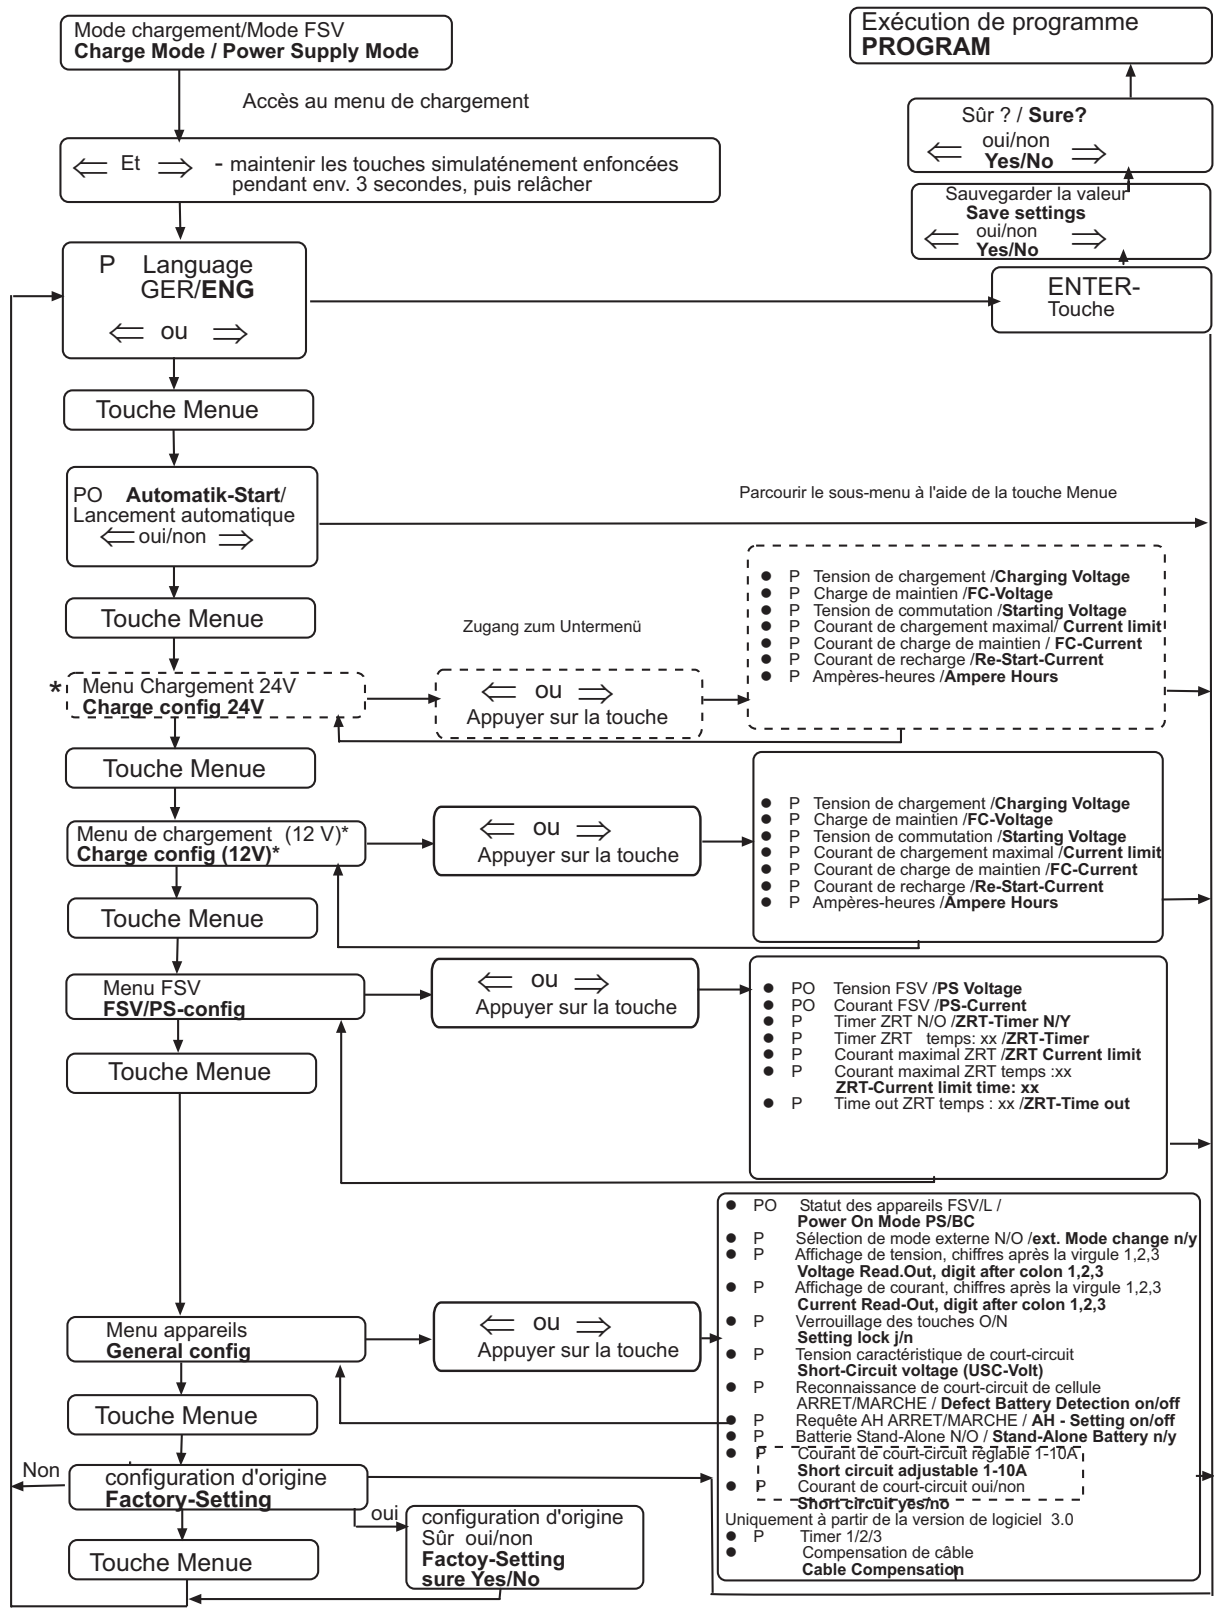 Mode chargement/Mode FSV
Charge Mode / Power Supply Mode
Exécution de programme
PROGRAM
Accès au menu de chargement
Sûr ? / Sure?
oui/non
Yes/No
⇐ Et ⇒ - maintenir les touches simulaténement enfoncées
pendant env. 3 secondes, puis relâcher
Sauvegarder la valeur
Save settings
oui/non
Yes/No
P Language
GER/ENG
⇐ ou ⇒
ENTER-
Touche
Touche Menue
PO Automatik-Start/
Lancement automatique
⇐ oui/non ⇒
Parcourir le sous-menu à l'aide de la touche Menue
Touche Menue
Zugang zum Untermenü
* Menu Chargement 24V
Charge config 24V
⇐ ou ⇒
Appuyer sur la touche
● P Tension de chargement /Charging Voltage
● P Charge de maintien /FC-Voltage
● P Tension de commutation /Starting Voltage
● P Courant de chargement maximal/ Current limit
● P Courant de charge de maintien / FC-Current
● P Courant de recharge /Re-Start-Current
● P Ampères-heures /Ampere Hours
Touche Menue
Menu de chargement (12 V)*
Charge config (12V)*
⇐ ou ⇒
Appuyer sur la touche
● P Tension de chargement /Charging Voltage
● P Charge de maintien /FC-Voltage
● P Tension de commutation /Starting Voltage
● P Courant de chargement maximal /Current limit
● P Courant de charge de maintien /FC-Current
● P Courant de recharge /Re-Start-Current
● P Ampères-heures /Ampere Hours
Touche Menue
Menu FSV
FSV/PS-config
⇐ ou ⇒
Appuyer sur la touche
● PO Tension FSV /PS Voltage
● PO Courant FSV /PS-Current
● P Timer ZRT N/O /ZRT-Timer N/Y
● P Timer ZRT temps: xx /ZRT-Timer
● P Courant maximal ZRT /ZRT Current limit
● P Courant maximal ZRT temps :xx
ZRT-Current limit time: xx
● P Time out ZRT temps : xx /ZRT-Time out
Touche Menue
Menu appareils
General config
⇐ ou ⇒
Appuyer sur la touche
● PO Statut des appareils FSV/L /
Power On Mode PS/BC
● P Sélection de mode externe N/O /ext. Mode change n/y
● P Affichage de tension, chiffres après la virgule 1,2,3
Voltage Read.Out, digit after colon 1,2,3
● P Affichage de courant, chiffres après la virgule 1,2,3
Current Read-Out, digit after colon 1,2,3
● P Verrouillage des touches O/N
Setting lock j/n
● P Tension caractéristique de court-circuit
Short-Circuit voltage (USC-Volt)
● P Reconnaissance de court-circuit de cellule
ARRET/MARCHE / Defect Battery Detection on/off
● P Requête AH ARRET/MARCHE / AH - Setting on/off
● P Batterie Stand-Alone N/O / Stand-Alone Battery n/y
● P Courant de court-circuit réglable 1-10A
Short circuit adjustable 1-10A
● P Courant de court-circuit oui/non
Short circuit yes/no
Uniquement à partir de la version de logiciel 3.0
● P Timer 1/2/3
● Compensation de câble
Cable Compensation
Touche Menue
Non
configuration d'origine
Factory-Setting
oui
configuration d'origine
Sûr oui/non
Factoy-Setting
sure Yes/No
Touche Menue